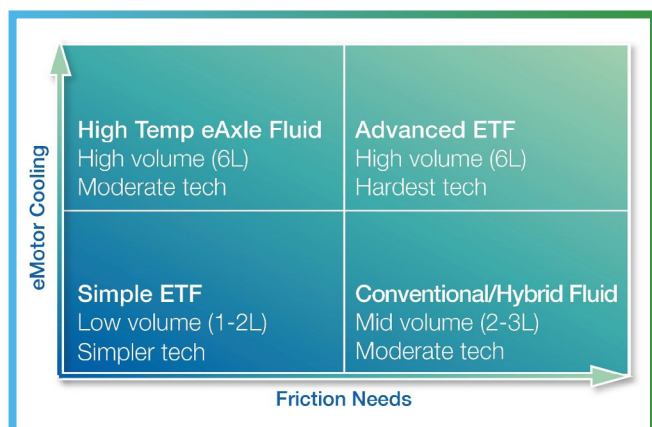 eMotor Cooling
High Temp eAxle Fluid
High volume (6L)
Moderate tech
Advanced ETF
High volume (6L)
Hardest tech
Simple ETF
Low volume (1-2L)
Simpler tech
Conventional/Hybrid Fluid
Mid volume (2-3L)
Moderate tech
Friction Needs